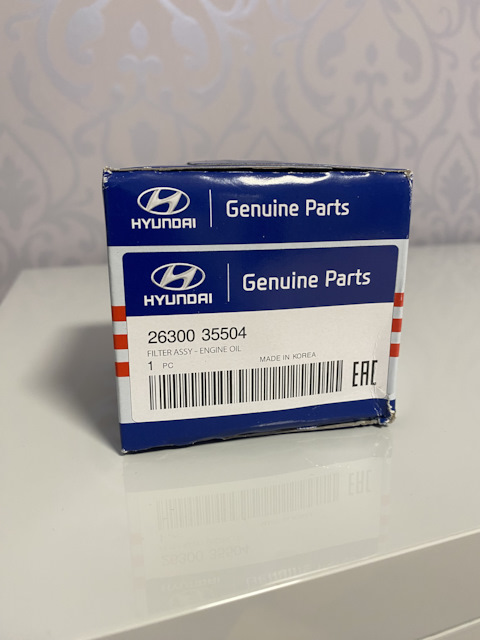 HYUNDAI
Genuine Parts
HYUNDAI
Genuine Parts
26300 35504
FILTER ASSY - ENGINE OIL
1 PC MADE IN KOREA
EAC